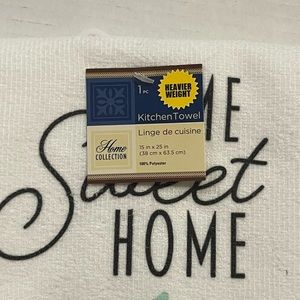 1 PC
HEAVIER
WEIGHT
Kitchen Towel
Linge de cuisine
15 in x 25 in
(38 cm x 63.5 cm)
100% Polyester
Home
COLLECTION
ME
Sweet
HOME